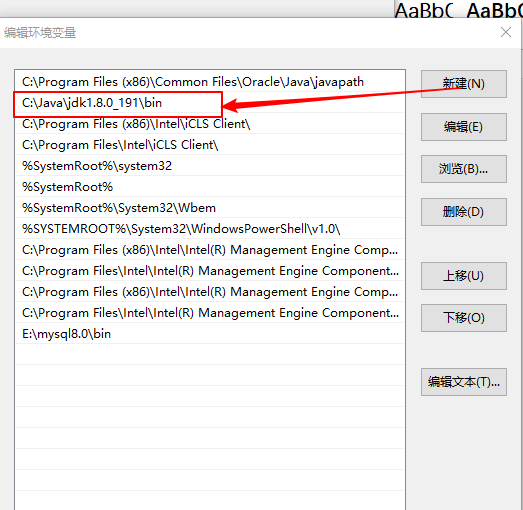 AaBbC AaBbC
编辑环境变量
C:\Program Files (x86)\Common Files\Oracle\Java\javapath
新建(N)
C:\Java\jdk1.8.0_191\bin
C:\Program Files (x86)\Intel\iCLS Client\
编辑(E)
C:\Program Files\Intel\iCLS Client\
%SystemRoot%\system32
浏览(B)...
%SystemRoot%
%SystemRoot%\System32\Wbem
删除(D)
%SYSTEMROOT%\System32\WindowsPowerShell\v1.0\
C:\Program Files (x86)\Intel\Intel(R) Management Engine Comp...
C:\Program Files\Intel\Intel(R) Management Engine Component...
上移(U)
C:\Program Files (x86)\Intel\Intel(R) Management Engine Comp...
C:\Program Files\Intel\Intel(R) Management Engine Component...
下移(O)
E:\mysql8.0\bin
编辑文本(T)...